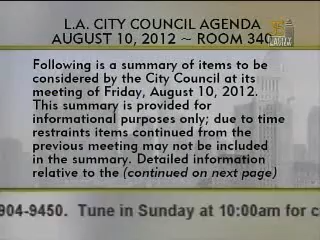 L.A. CITY COUNCIL AGENDA
AUGUST 10, 2012 ~ ROOM 340
Following is a summary of items to be
considered by the City Council at its
meeting of Friday, August 10, 2012.
This summary is provided for
informational purposes only; due to time
restraints items continued from the
previous meeting may not be included
in the summary. Detailed information
relative to the (continued on next page)
904-9450. Tune in Sunday at 10:00am for c